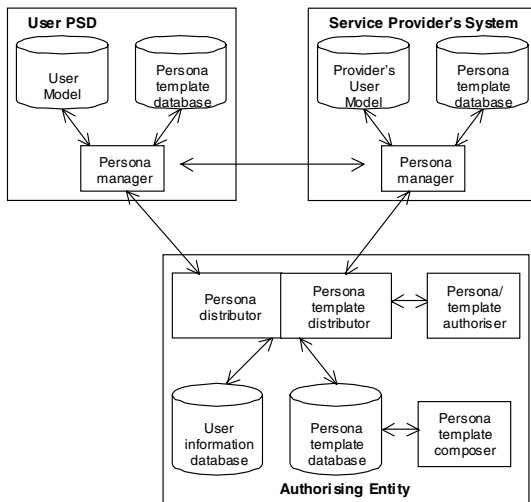 User PSD
User
Model
Persona
template
database
Persona
manager
Service Provider's System
Provider's
User
Model
Persona
template
database
Persona
manager
Persona
distributor
Persona
template
distributor
Persona/
template
authoriser
User
information
database
Persona
template
database
Persona
template
composer
Authorising Entity